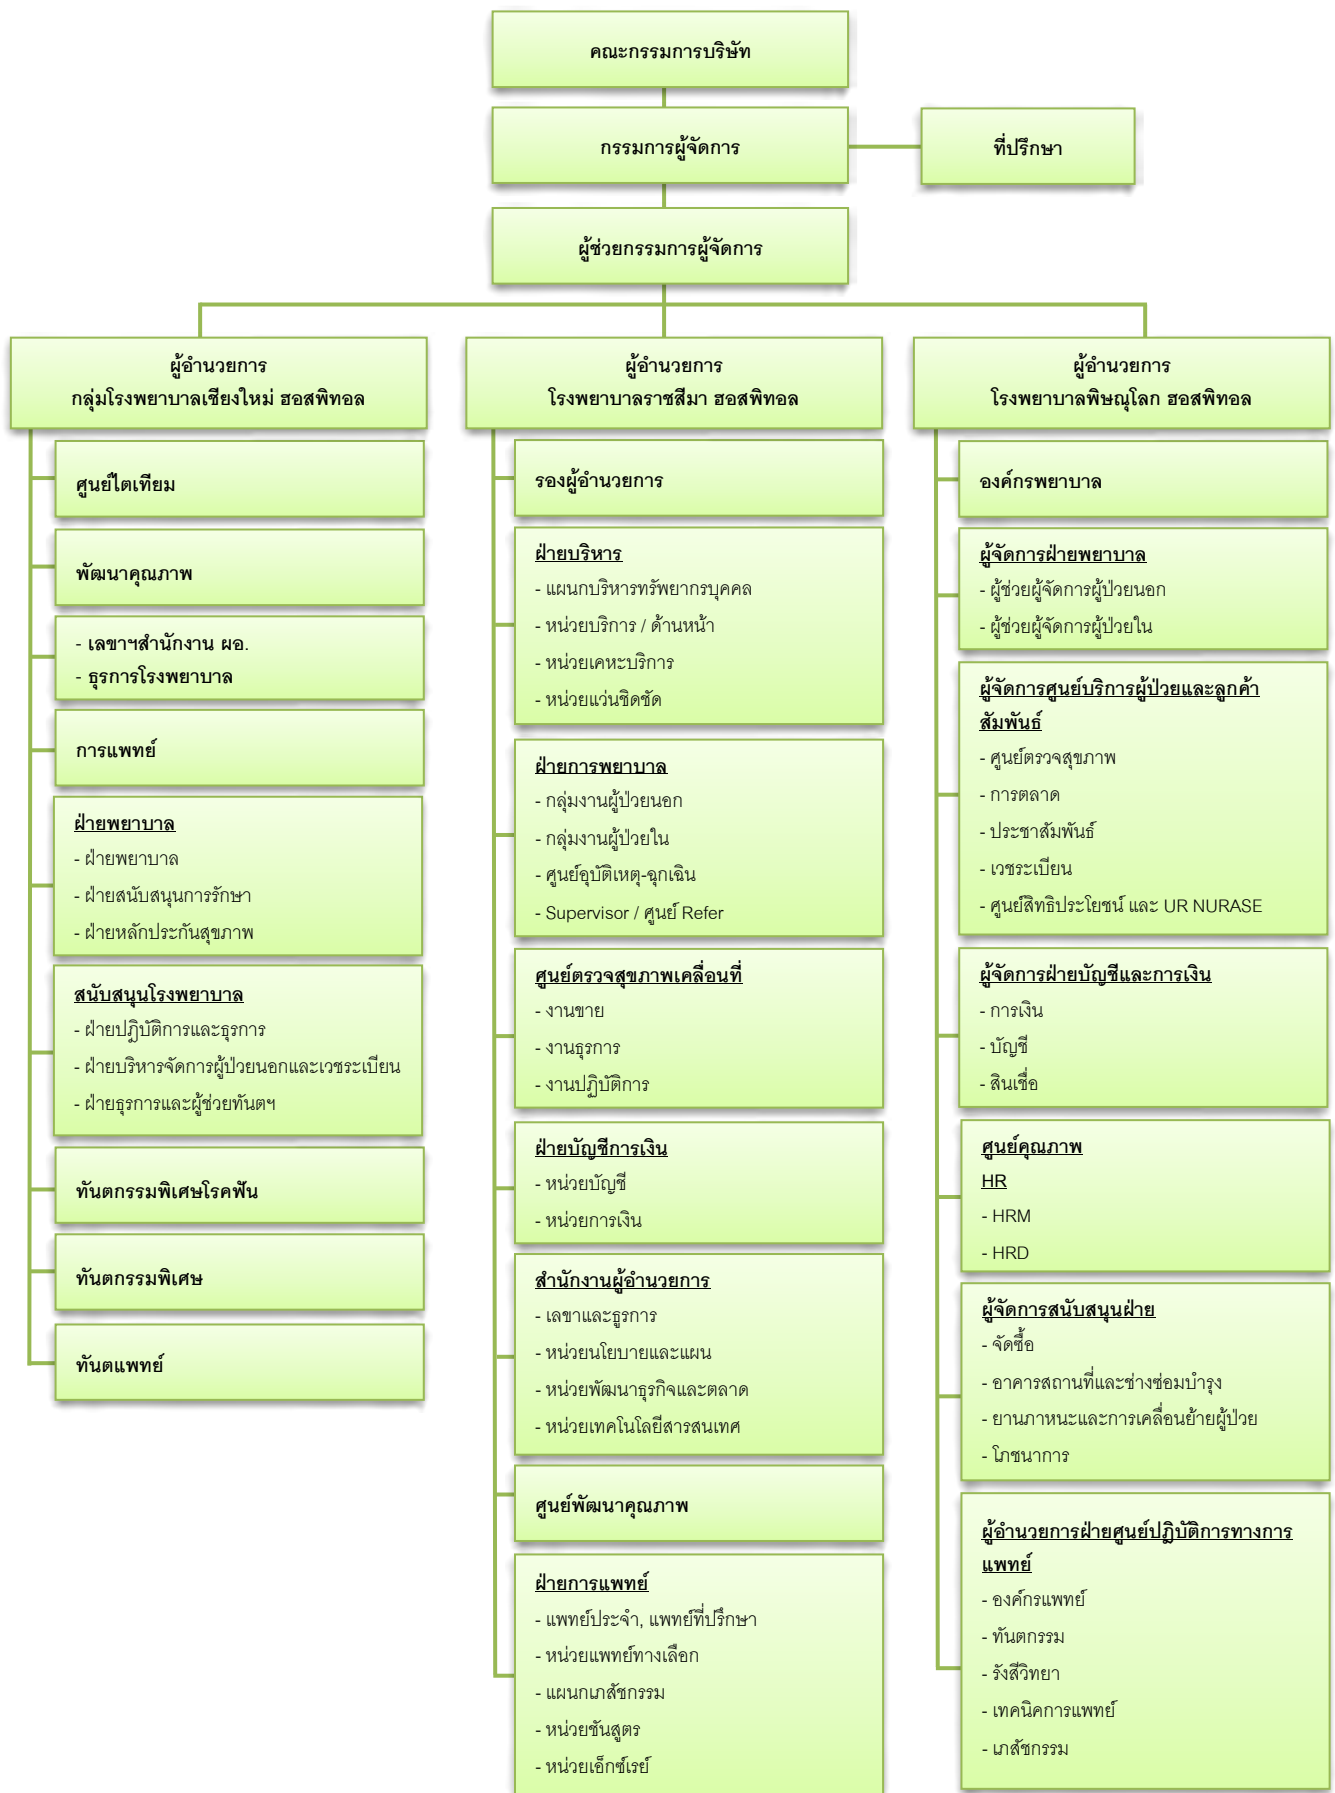 คณะกรรมการบริษัท
กรรมการผู้จัดการ
ที่ปรึกษา
ผู้ช่วยกรรมการผู้จัดการ
ผู้อำนวยการ
กลุ่มโรงพยาบาลเชียงใหม่ ฮอสพิทอล
ศูนย์ไตเทียม
พัฒนาคุณภาพ
- เลขาฯสำนักงาน ผอ.
- ธุรการโรงพยาบาล
การแพทย์
ฝ่ายพยาบาล
- ฝ่ายพยาบาล
- ฝ่ายสนับสนุนการรักษา
- ฝ่ายหลักประกันสุขภาพ
สนับสนุนโรงพยาบาล
- ฝ่ายปฏิบัติการและธุรการ
- ฝ่ายบริหารจัดการผู้ป่วยนอกและเวชระเบียน
- ฝ่ายธุรการและผู้ช่วยทันตฯ
ทันตกรรมพิเศษโรคฟัน
ทันตกรรมพิเศษ
ทันตแพทย์
ผู้อำนวยการ
โรงพยาบาลราชสีมา ฮอสพิทอล
รองผู้อำนวยการ
ฝ่ายบริหาร
- แผนกบริหารทรัพยากรบุคคล
- หน่วยบริการ / ด้านหน้า
- หน่วยเคหะบริการ
- หน่วยแว่นชิดชัด
ฝ่ายการพยาบาล
- กลุ่มงานผู้ป่วยนอก
- กลุ่มงานผู้ป่วยใน
- ศูนย์อุบัติเหตุ-ฉุกเฉิน
- Supervisor / ศูนย์ Refer
ศูนย์ตรวจสุขภาพเคลื่อนที่
- งานขาย
- งานธุรการ
- งานปฏิบัติการ
ฝ่ายบัญชีการเงิน
- หน่วยบัญชี
- หน่วยการเงิน
สำนักงานผู้อำนวยการ
- เลขาและธูรการ
- หน่วยนโยบายและแผน
- หน่วยพัฒนาธุรกิจและตลาด
- หน่วยเทคโนโลยีสารสนเทศ
ศูนย์พัฒนาคุณภาพ
ฝ่ายการแพทย์
- แพทย์ประจำ, แพทย์ที่ปรึกษา
- หน่วยแพทย์ทางเลือก
- แผนกเภสัชกรรม
- หน่วยชันสูตร
- หน่วยเอ็กซ์เรย์
ผู้อำนวยการ
โรงพยาบาลพิษณุโลก ฮอสพิทอล
องค์กรพยาบาล
ผู้จัดการฝ่ายพยาบาล
- ผู้ช่วยผู้จัดการผู้ป่วยนอก
- ผู้ช่วยผู้จัดการผู้ป่วยใน
ผู้จัดการศูนย์บริการผู้ป่วยและลูกค้า
สัมพันธ์
- ศูนย์ตรวจสุขภาพ
- การตลาด
- ประชาสัมพันธ์
- เวชระเบียน
- ศูนย์สิทธิประโยชน์ และ UR NURASE
ผู้จัดการฝ่ายบัญชีและการเงิน
- การเงิน
- บัญชี
- สินเชื่อ
ศูนย์คุณภาพ
HR
- HRM
- HRD
ผู้จัดการสนับสนุนฝ่าย
- จัดซื้อ
- อาคารสถานที่และช่างซ่อมบำรุง
- ยานภาหนะและการเคลื่อนย้ายผู้ป่วย
- โภชนาการ
ผู้อำนวยการฝ่ายศูนย์ปฏิบัติการทางการ
แพทย์
- องค์กรแพทย์
- ทันตกรรม
- รังสีวิทยา
- เทคนิคการแพทย์
- เภสัชกรรม